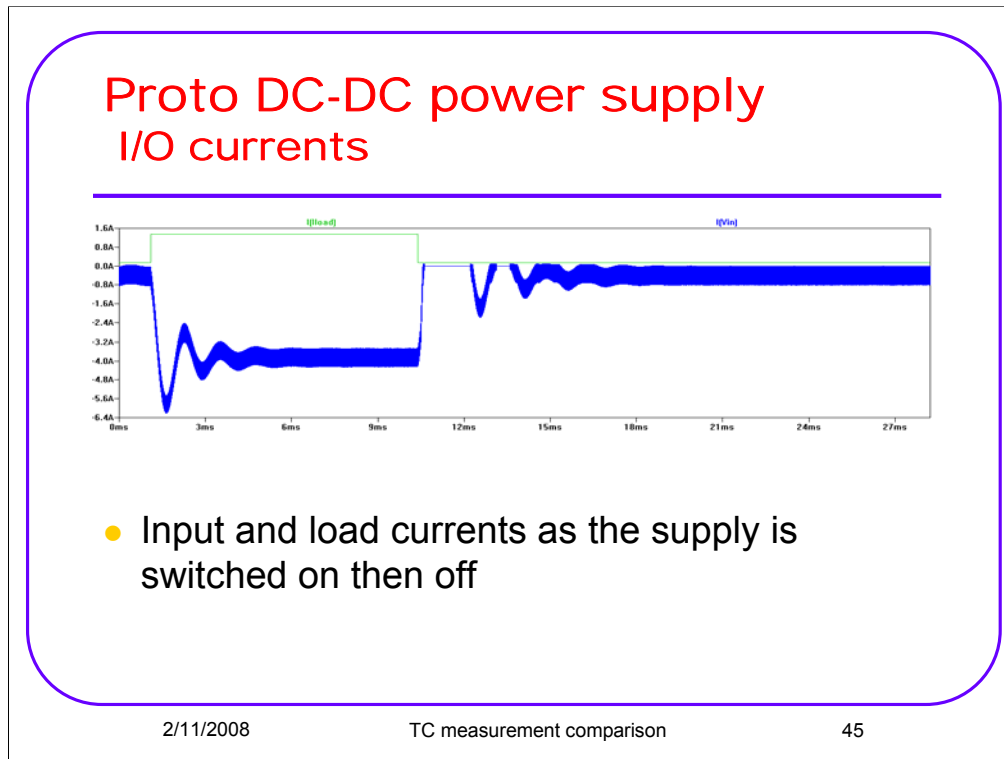 Proto DC-DC power supply
I/O currents
I(Iload)
I(Vin)
1.6A
0.8A
0.0A
-0.8A
-1.6A
-2.4A
-3.2A
-4.0A
-4.8A
-5.6A
-6.4A
0ms 3ms 6ms 9ms 12ms 15ms 18ms 21ms 24ms 27ms
Input and load currents as the supply is
switched on then off
2/11/2008 TC measurement comparison 45